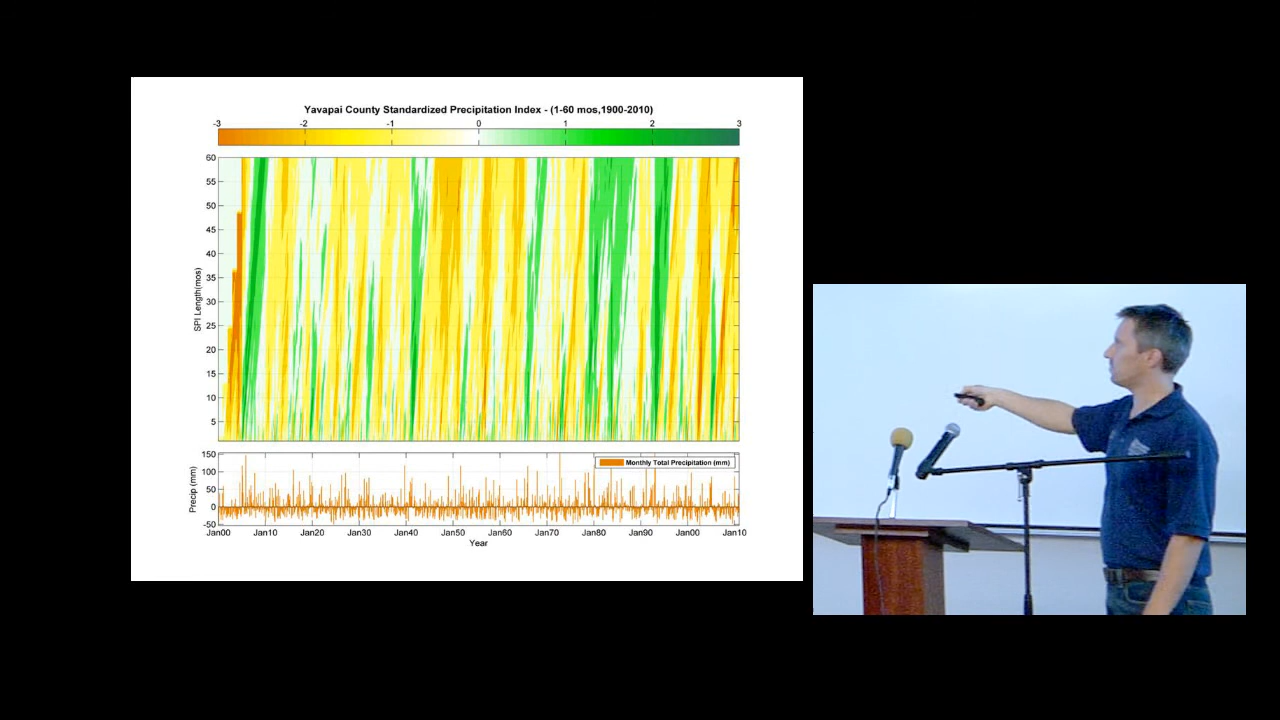 Yavapai County Standardized Precipitation Index - (1-60 mos,1900-2010)
-3 -2 -1 0 1 2 3
60
55
50
45
40
35
30
25
20
15
10
5
SPI Length(mos)
150
100
50
0
-50
Precip (mm)
Monthly Total Precipitation (mm)
Jan00 Jan10 Jan20 Jan30 Jan40 Jan50 Jan60 Jan70 Jan80 Jan90 Jan00 Jan10
Year